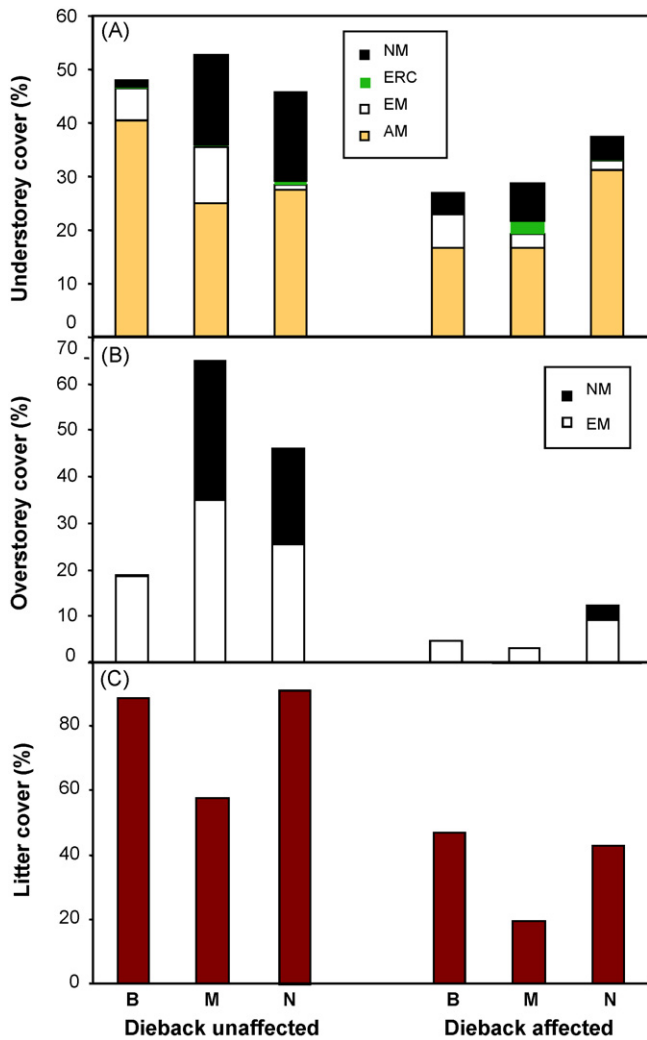 (A)
Understorey cover (%)
60
50
40
30
20
10
0
NM
ERC
EM
AM
(B)
Overstorey cover (%)
70
60
50
40
30
20
10
0
NM
EM
(C)
Litter cover (%)
80
60
40
20
0
B M N B M N
Dieback unaffected Dieback affected